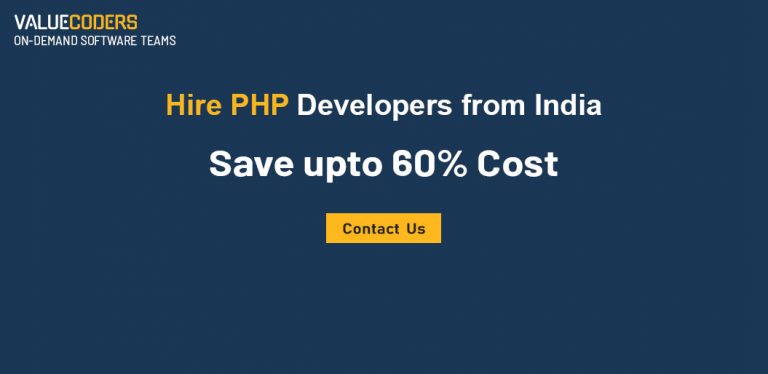 VALUECODERS
ON-DEMAND SOFTWARE TEAMS
Hire PHP Developers from India
Save upto 60% Cost
Contact Us